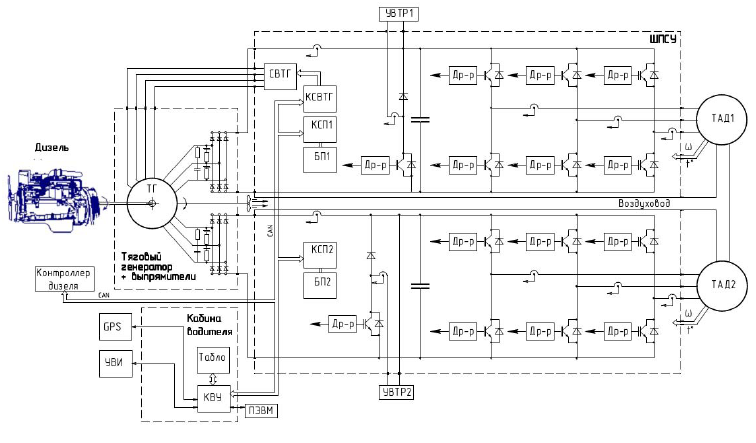 УВТР1
ШПСУ
СВТГ
КСВТГ
Др-р
Др-р
Др-р
КСП1
ТАД1
Дизель
БП1
Др-р
Др-р
Др-р
Др-р
ω
t°
ТГ
Воздуховод
CAN
КСП2
Др-р
Др-р
Др-р
Тяговый
генератор
+ выпрямители
БП2
ТАД2
Контроллер
дизеля
CAN
Др-р
Др-р
Др-р
Др-р
ω
t°
Кабина
водителя
GPS
Табло
УВИ
КВУ
ПЭВМ
УВТР2